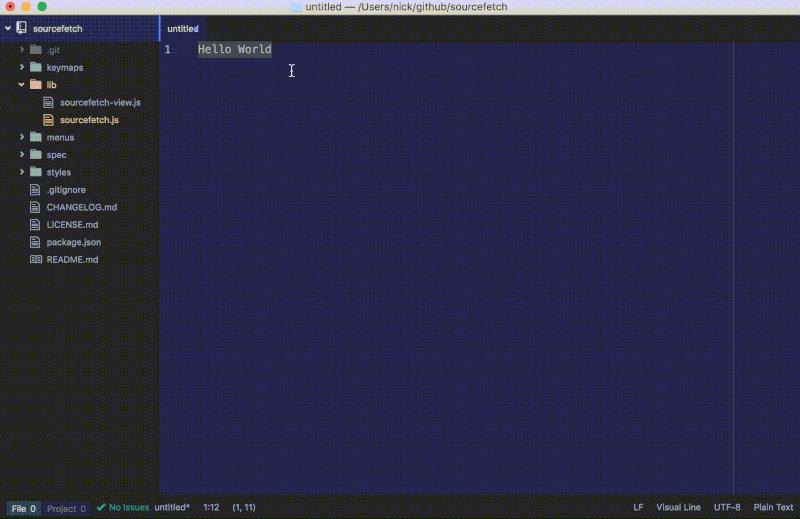 untitled — /Users/nick/github/sourcefetch
sourcefetch
.git
keymaps
lib
sourcefetch-view.js
sourcefetch.js
menus
spec
styles
.gitignore
CHANGELOG.md
LICENSE.md
package.json
README.md
untitled
1 Hello World
File 0 Project 0 No Issues untitled* 1:12 (1, 11) LF Visual Line UTF-8 Plain Text